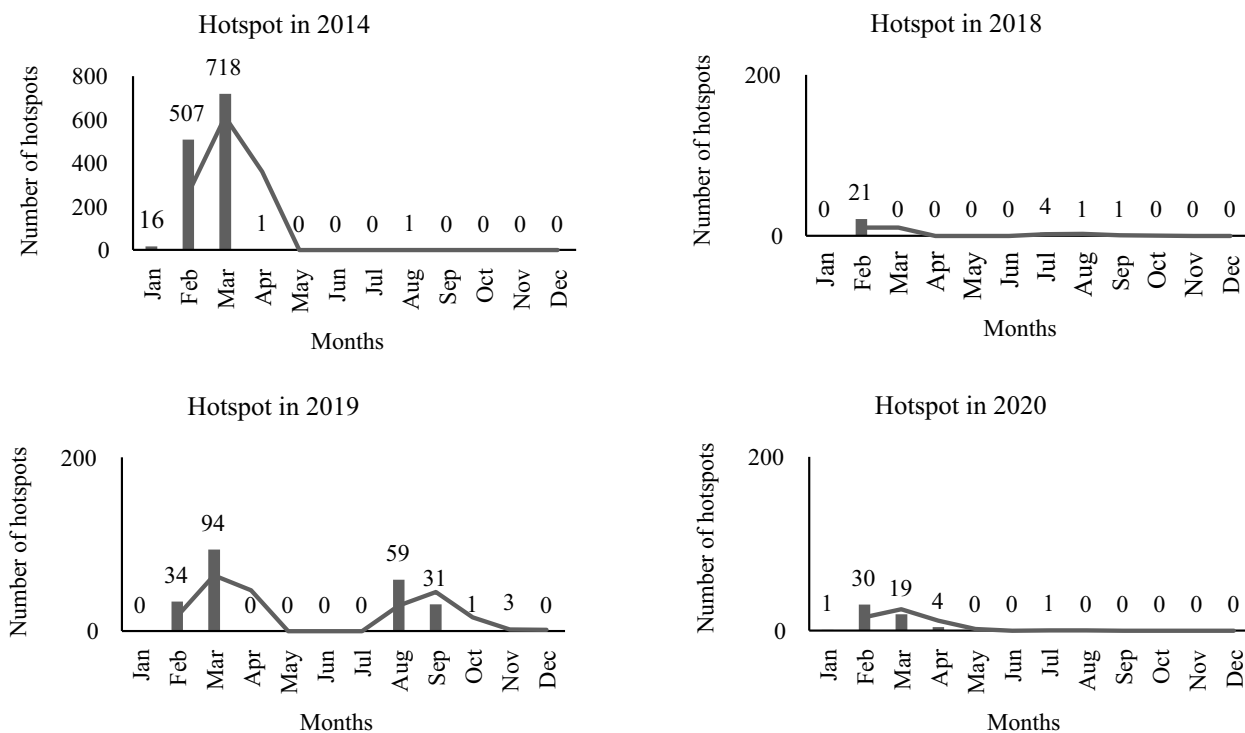 Hotspot in 2014
Number of hotspots
800
600
400
200
0
16
507
718
1
0
0
0
1
0
0
0
0
Jan
Feb
Mar
Apr
May
Jun
Jul
Aug
Sep
Oct
Nov
Dec
Months
Hotspot in 2018
Number of hotspots
200
0
0
21
0
0
0
0
4
1
1
0
0
0
Jan
Feb
Mar
Apr
May
Jun
Jul
Aug
Sep
Oct
Nov
Dec
Months
Hotspot in 2019
Number of hotspots
200
0
0
34
94
0
0
0
0
59
31
1
3
0
Jan
Feb
Mar
Apr
May
Jun
Jul
Aug
Sep
Oct
Nov
Dec
Months
Hotspot in 2020
Number of hotspots
200
0
1
30
19
4
0
0
1
0
0
0
0
0
Jan
Feb
Mar
Apr
May
Jun
Jul
Aug
Sep
Oct
Nov
Dec
Months